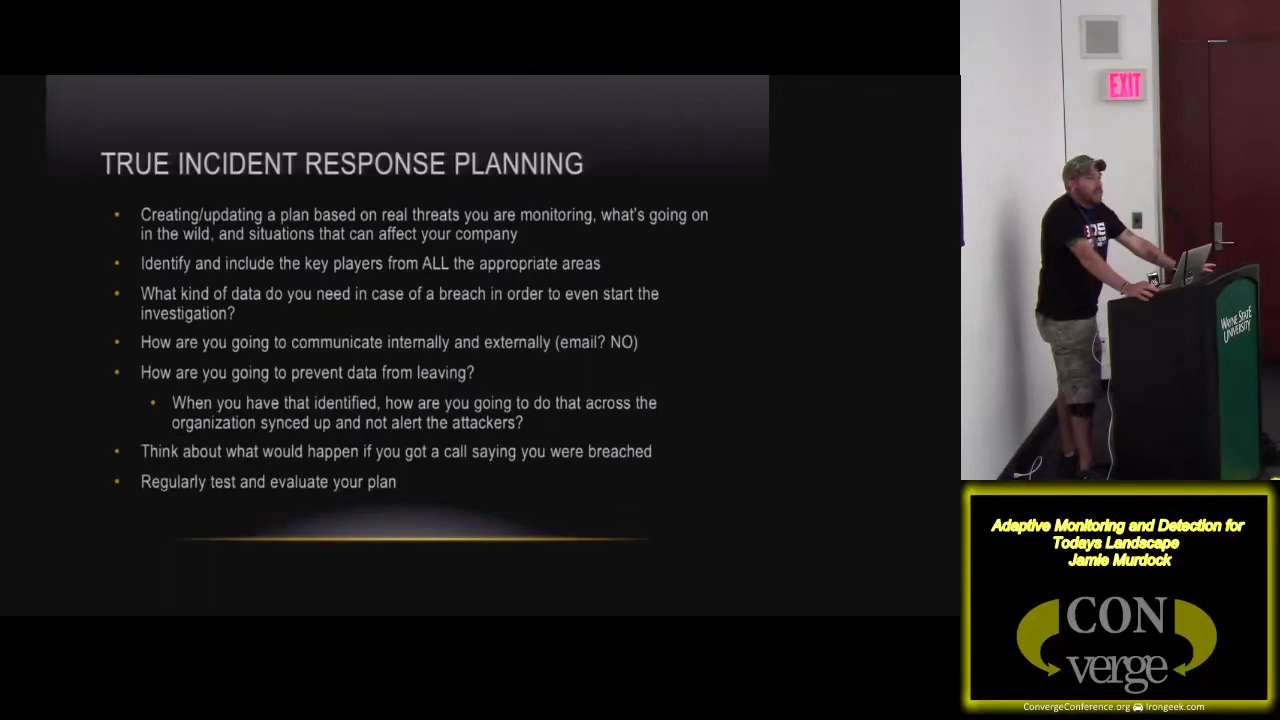 TRUE INCIDENT RESPONSE PLANNING
Creating/updating a plan based on real threats you are monitoring, what's going on
in the wild, and situations that can affect your company
Identify and include the key players from ALL the appropriate areas
What kind of data do you need in case of a breach in order to even start the
investigation?
How are you going to communicate internally and externally (email? NO)
How are you going to prevent data from leaving?
When you have that identified, how are you going to do that across the
organization synced up and not alert the attackers?
Think about what would happen if you got a call saying you were breached
Regularly test and evaluate your plan
EXIT
WAYNE STATE
UNIVERSITY
Adaptive Monitoring and Detection for
Todays Landscape
Jamie Murdock
CON
verge
ConvergeConference.org Irongeek.com